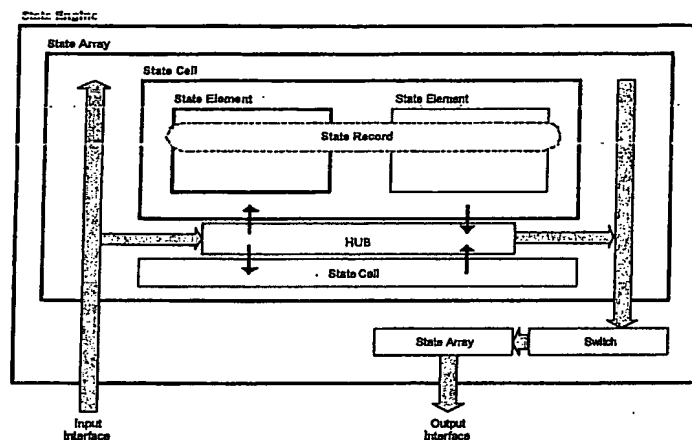 State Engine
State Array
State Cell
State Element
State Element
State Record
HUB
State Cell
State Array
Switch
Input
Interface
Output
Interface